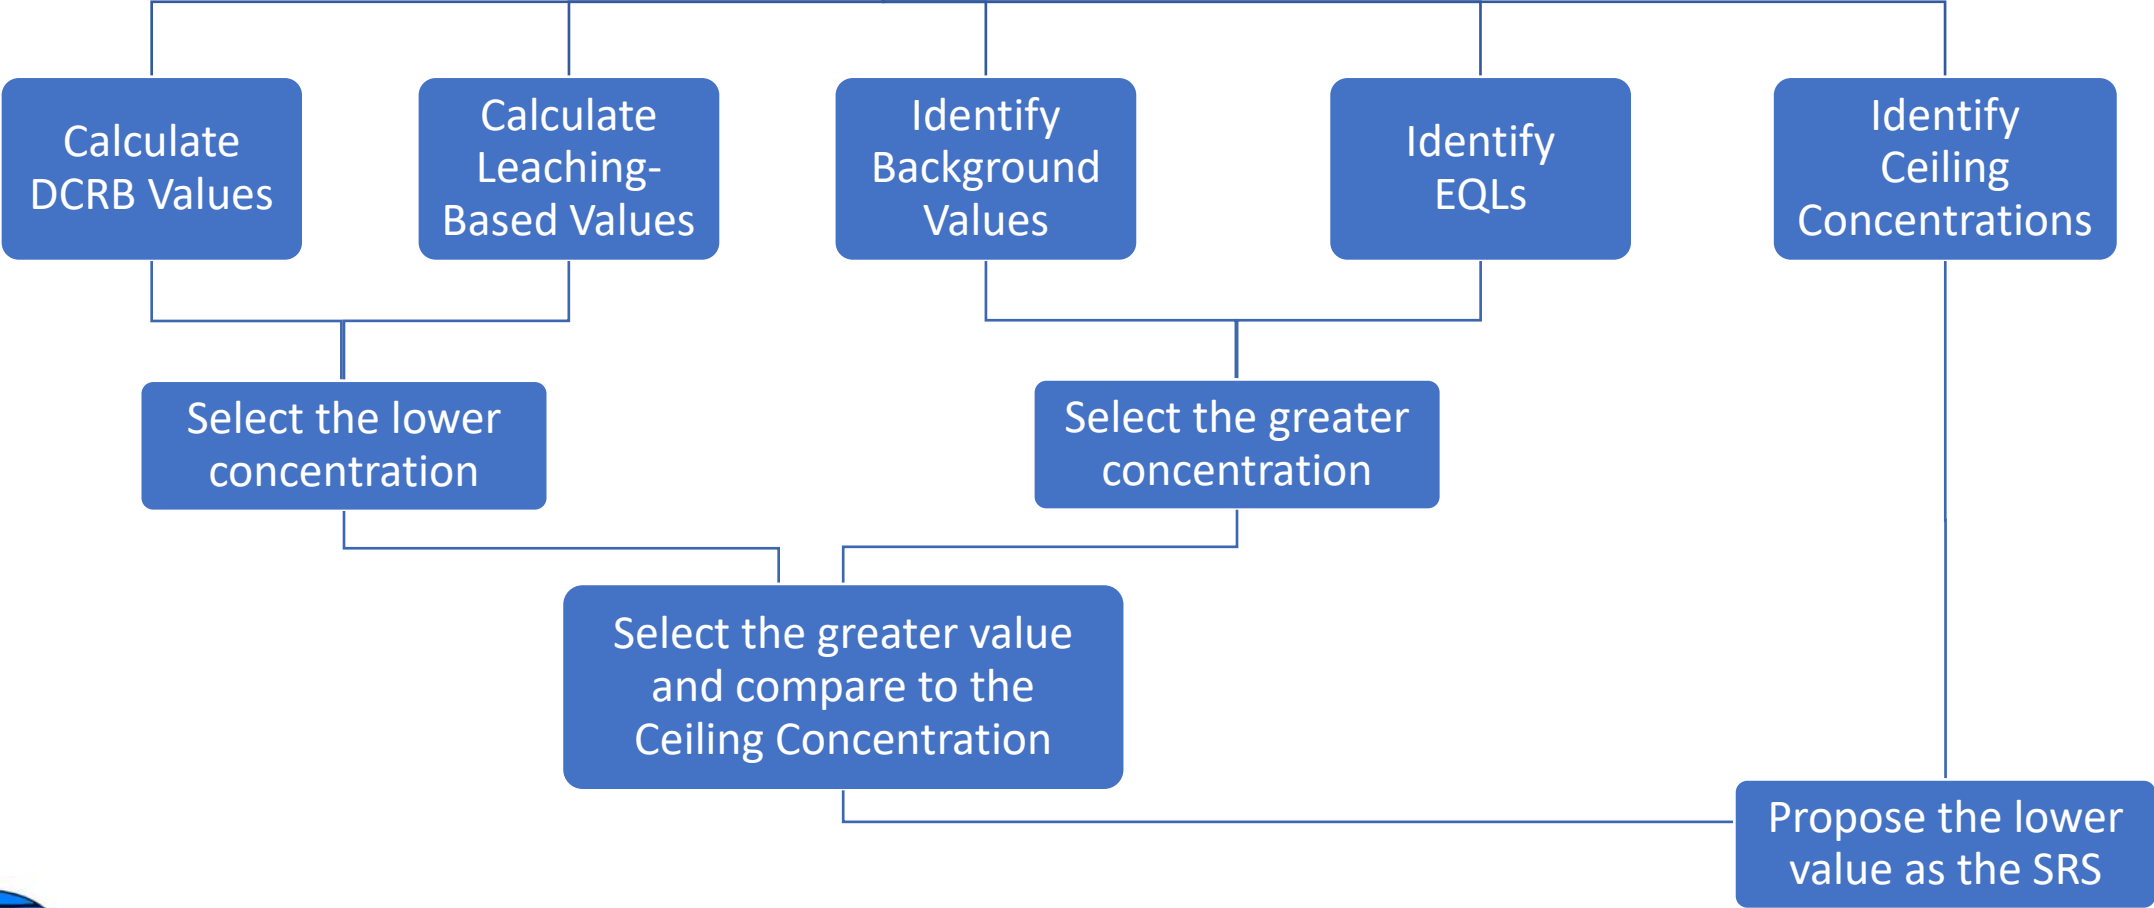 Calculate
DCRB Values
Calculate
Leaching-
Based Values
Identify
Background
Values
Identify
EQLs
Identify
Ceiling
Concentrations
Select the lower
concentration
Select the greater
concentration
Select the greater value
and compare to the
Ceiling Concentration
Propose the lower
value as the SRS